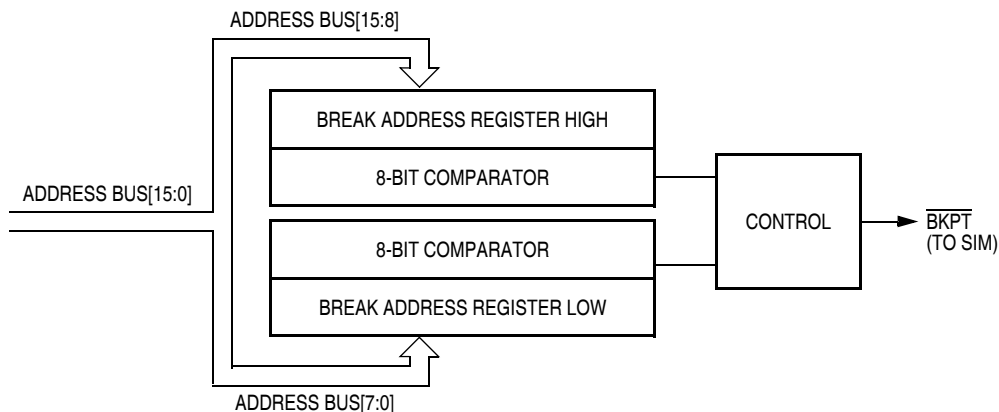 ADDRESS BUS[15:8]
BREAK ADDRESS REGISTER HIGH
8-BIT COMPARATOR
ADDRESS BUS[15:0]
CONTROL
BKPT
(TO SIM)
8-BIT COMPARATOR
BREAK ADDRESS REGISTER LOW
ADDRESS BUS[7:0]